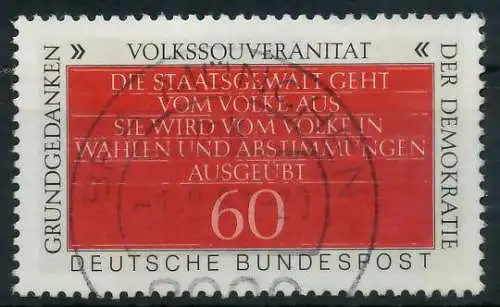 » VOLKSSOUVERANITAT «
GRUNDGEDANKEN
DER DEMOKRATIE
DIE STAATSGEWALT GEHT
VOM VOLKE AUS
SIE WIRD VOM VOLKE IN
WAHLEN UND ABSTIMMUNGEN
AUSGEÜBT
60
DEUTSCHE BUNDESPOST